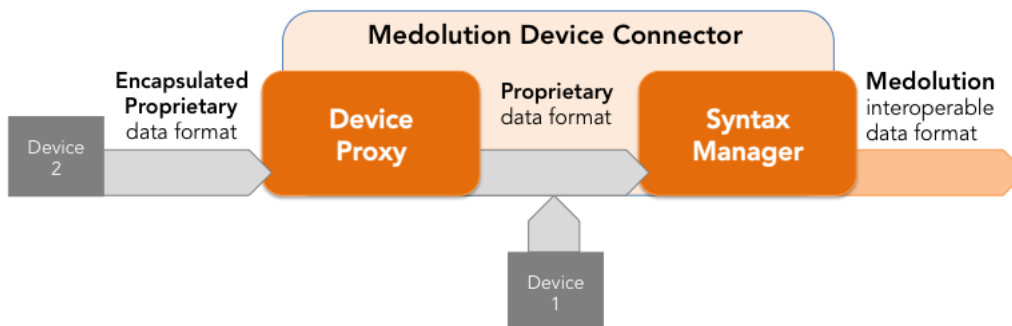 Medolution Device Connector
Encapsulated
Proprietary
data format
Device
Proxy
Proprietary
data format
Syntax
Manager
Medolution
interoperable
data format
Device
2
Device
1